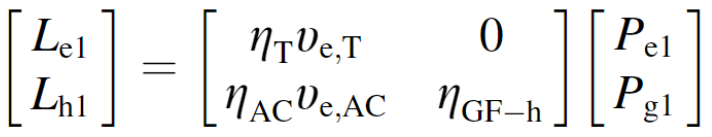 [L_e1] = [η_T υ_e,T 0] [P_e1]
[L_h1] [η_AC υ_e,AC η_GF−h] [P_g1]